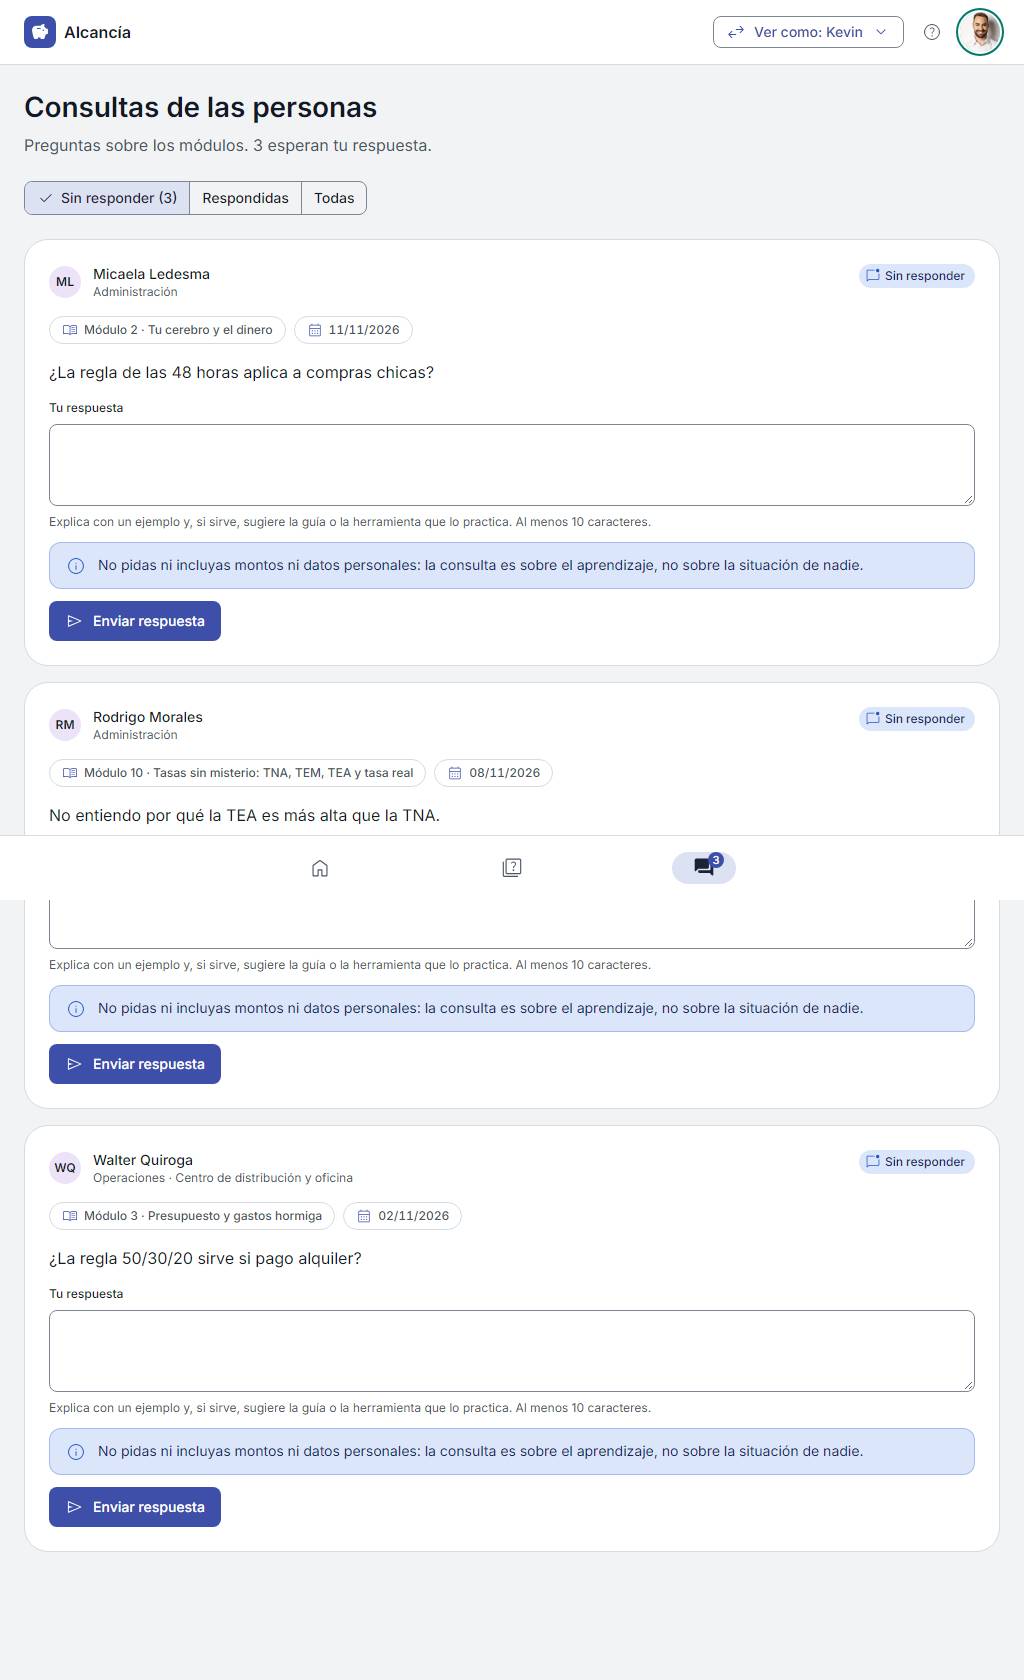 Alcancía
Ver como: Kevin
Consultas de las personas
Preguntas sobre los módulos. 3 esperan tu respuesta.
Sin responder (3)
Respondidas
Todas
ML
Micaela Ledesma
Administración
Sin responder
Módulo 2 · Tu cerebro y el dinero
11/11/2026
¿La regla de las 48 horas aplica a compras chicas?
Tu respuesta
Explica con un ejemplo y, si sirve, sugiere la guía o la herramienta que lo practica. Al menos 10 caracteres.
No pidas ni incluyas montos ni datos personales: la consulta es sobre el aprendizaje, no sobre la situación de nadie.
Enviar respuesta
RM
Rodrigo Morales
Administración
Sin responder
Módulo 10 · Tasas sin misterio: TNA, TEM, TEA y tasa real
08/11/2026
No entiendo por qué la TEA es más alta que la TNA.
3
Explica con un ejemplo y, si sirve, sugiere la guía o la herramienta que lo practica. Al menos 10 caracteres.
No pidas ni incluyas montos ni datos personales: la consulta es sobre el aprendizaje, no sobre la situación de nadie.
Enviar respuesta
WQ
Walter Quiroga
Operaciones · Centro de distribución y oficina
Sin responder
Módulo 3 · Presupuesto y gastos hormiga
02/11/2026
¿La regla 50/30/20 sirve si pago alquiler?
Tu respuesta
Explica con un ejemplo y, si sirve, sugiere la guía o la herramienta que lo practica. Al menos 10 caracteres.
No pidas ni incluyas montos ni datos personales: la consulta es sobre el aprendizaje, no sobre la situación de nadie.
Enviar respuesta